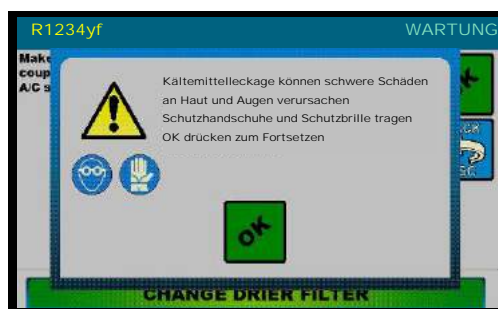 R1234yf WARTUNG
Make
coup
A/C s
Kältemittelleckage können schwere Schäden
an Haut und Augen verursachen
Schutzhandschuhe und Schutzbrille tragen
OK drücken zum Fortsetzen
OK
CHANGE DRIER FILTER